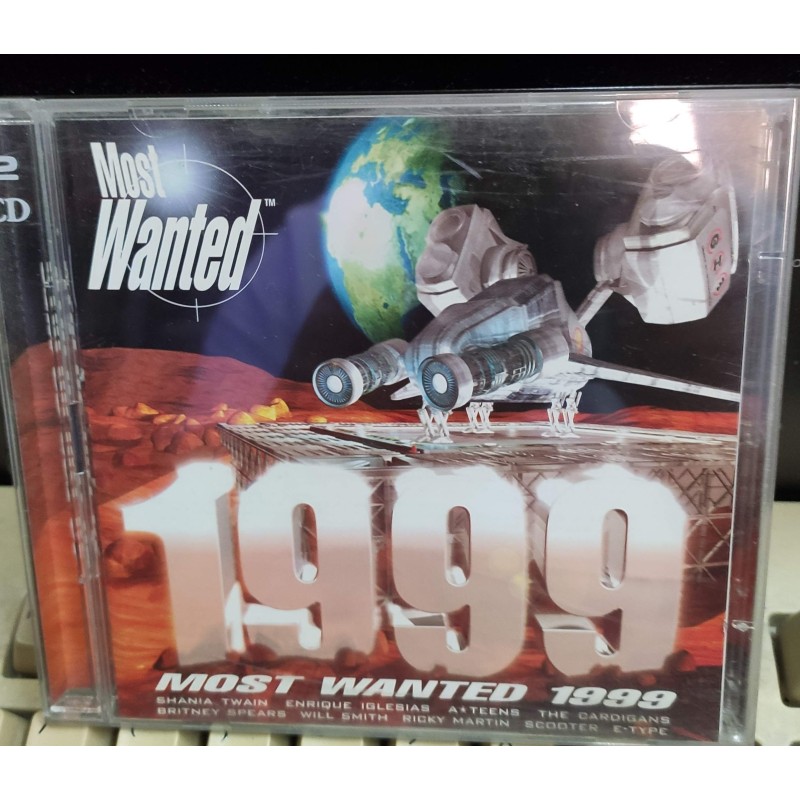 2
CD
Most
Wanted™
1999
MOST WANTED 1999
SHANIA TWAIN ENRIQUE IGLESIAS A★TEENS THE CARDIGANS
BRITNEY SPEARS WILL SMITH RICKY MARTIN SCOOTER E-TYPE